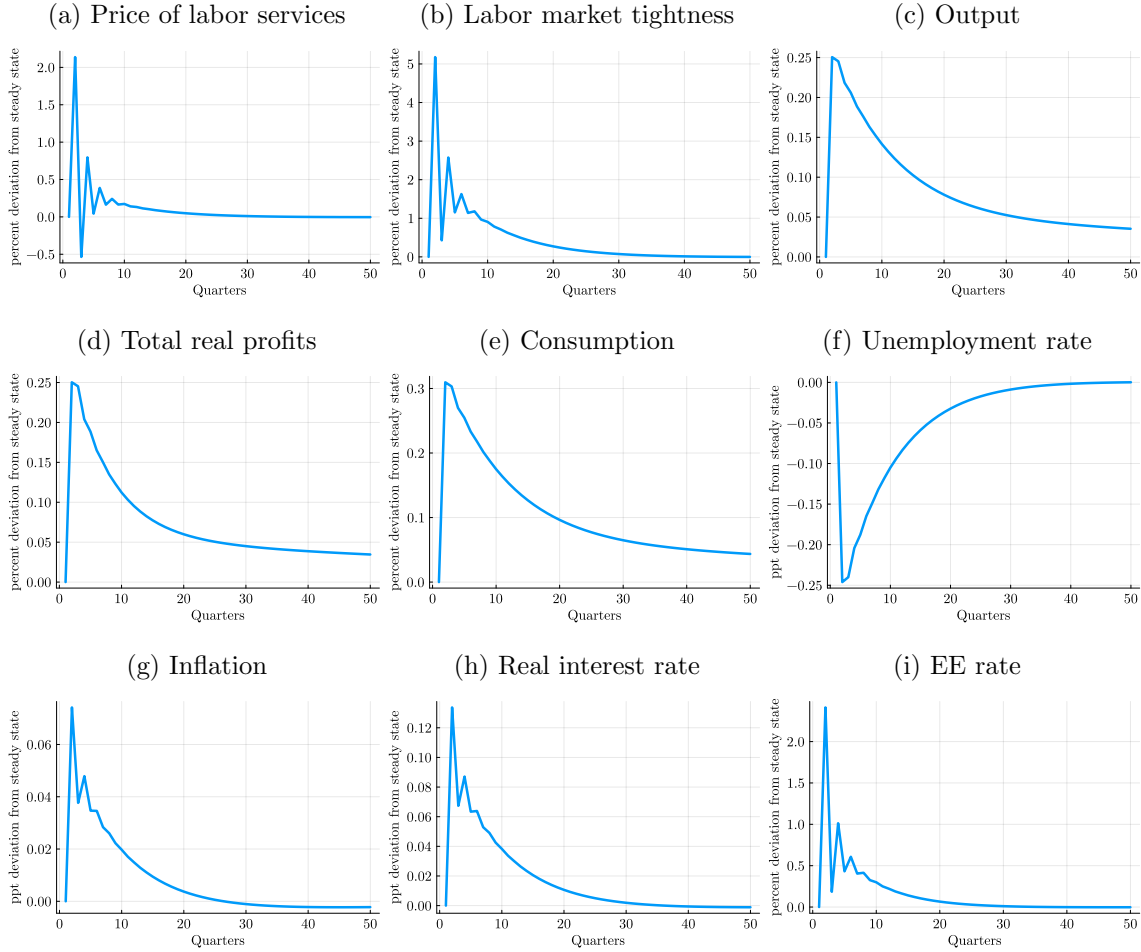 (a) Price of labor services
percent deviation from steady state
2.0
1.5
1.0
0.5
0.0
−0.5
0 10 20 30 40 50
Quarters
(b) Labor market tightness
percent deviation from steady state
5
4
3
2
1
0
0 10 20 30 40 50
Quarters
(c) Output
percent deviation from steady state
0.25
0.20
0.15
0.10
0.05
0.00
0 10 20 30 40 50
Quarters
(d) Total real profits
percent deviation from steady state
0.25
0.20
0.15
0.10
0.05
0.00
0 10 20 30 40 50
Quarters
(e) Consumption
percent deviation from steady state
0.3
0.2
0.1
0.0
0 10 20 30 40 50
Quarters
(f) Unemployment rate
ppt deviation from steady state
0.00
−0.05
−0.10
−0.15
−0.20
−0.25
0 10 20 30 40 50
Quarters
(g) Inflation
ppt deviation from steady state
0.06
0.04
0.02
0.00
0 10 20 30 40 50
Quarters
(h) Real interest rate
ppt deviation from steady state
0.12
0.10
0.08
0.06
0.04
0.02
0.00
0 10 20 30 40 50
Quarters
(i) EE rate
percent deviation from steady state
2.0
1.5
1.0
0.5
0.0
0 10 20 30 40 50
Quarters